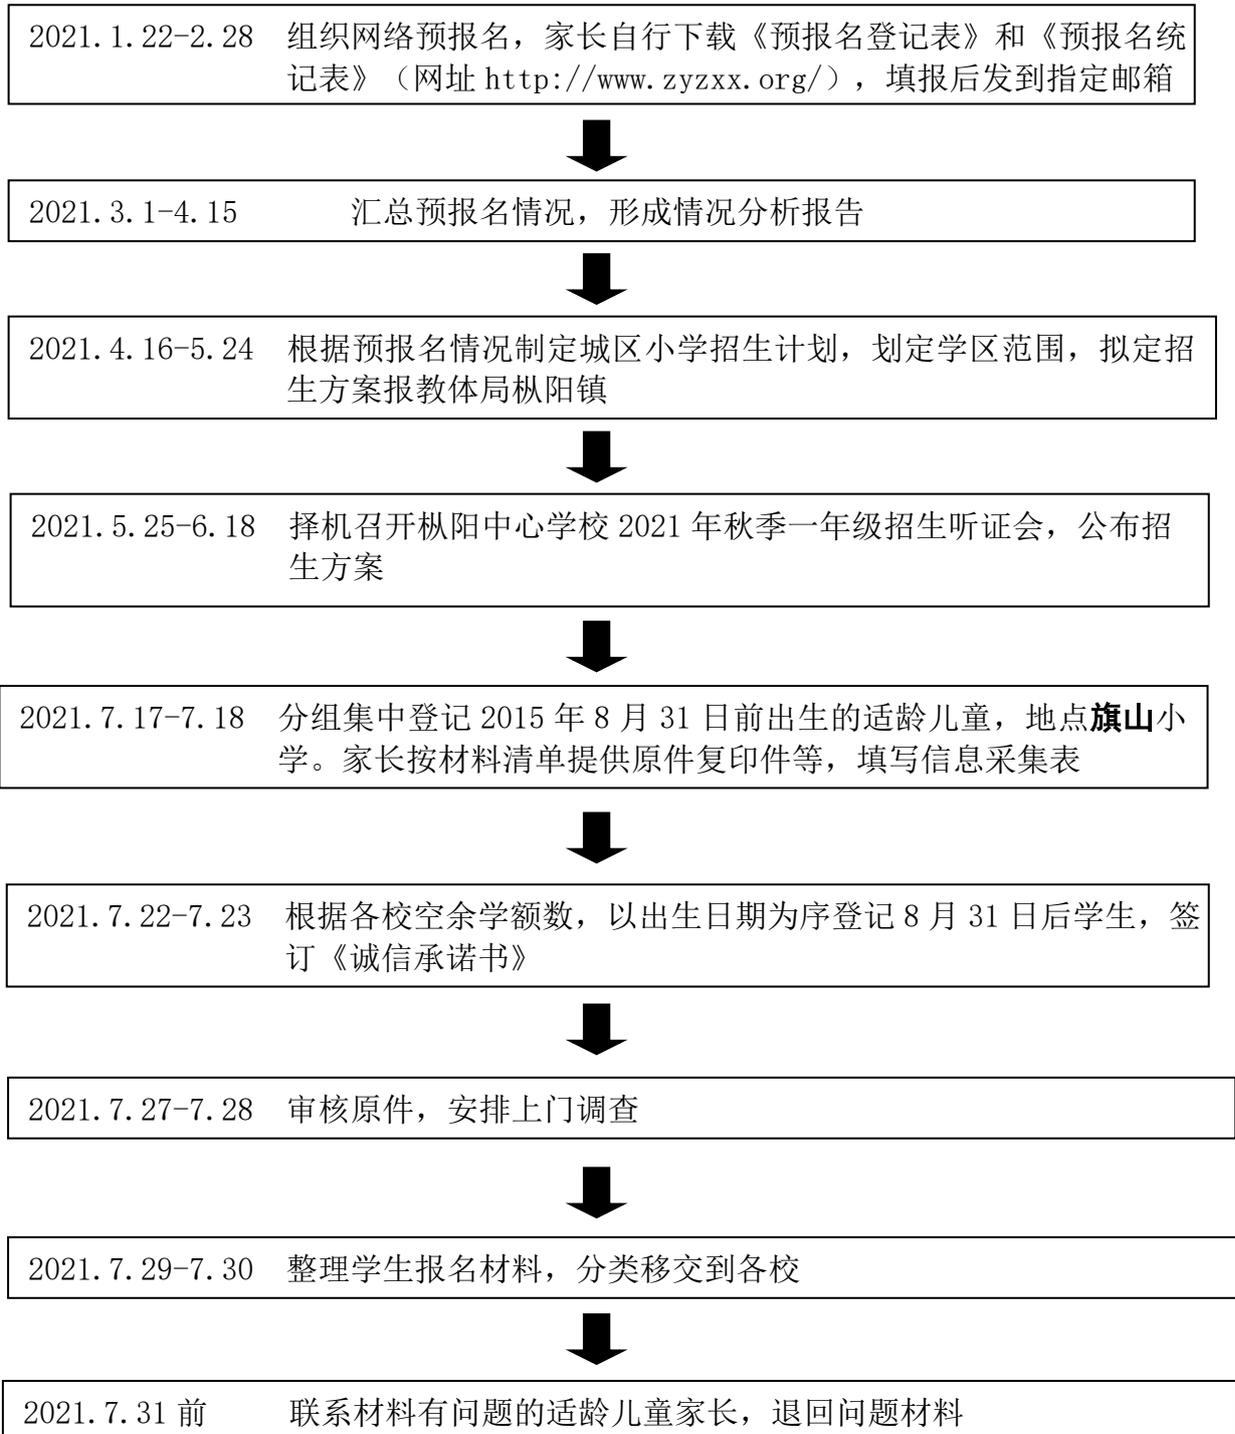 2021.1.22-2.28 组织网络预报名，家长自行下载《预报名登记表》和《预报名统
记表》（网址 http://www.zyzxx.org/），填报后发到指定邮箱
2021.3.1-4.15 汇总预报名情况，形成情况分析报告
2021.4.16-5.24 根据预报名情况制定城区小学招生计划，划定学区范围，拟定招
生方案报教体局枞阳镇
2021.5.25-6.18 择机召开枞阳中心学校 2021 年秋季一年级招生听证会，公布招
生方案
2021.7.17-7.18 分组集中登记 2015 年 8 月 31 日前出生的适龄儿童，地点旗山小
学。家长按材料清单提供原件复印件等，填写信息采集表
2021.7.22-7.23 根据各校空余学额数，以出生日期为序登记 8 月 31 日后学生，签
订《诚信承诺书》
2021.7.27-7.28 审核原件，安排上门调查
2021.7.29-7.30 整理学生报名材料，分类移交到各校
2021.7.31 前 联系材料有问题的适龄儿童家长，退回问题材料